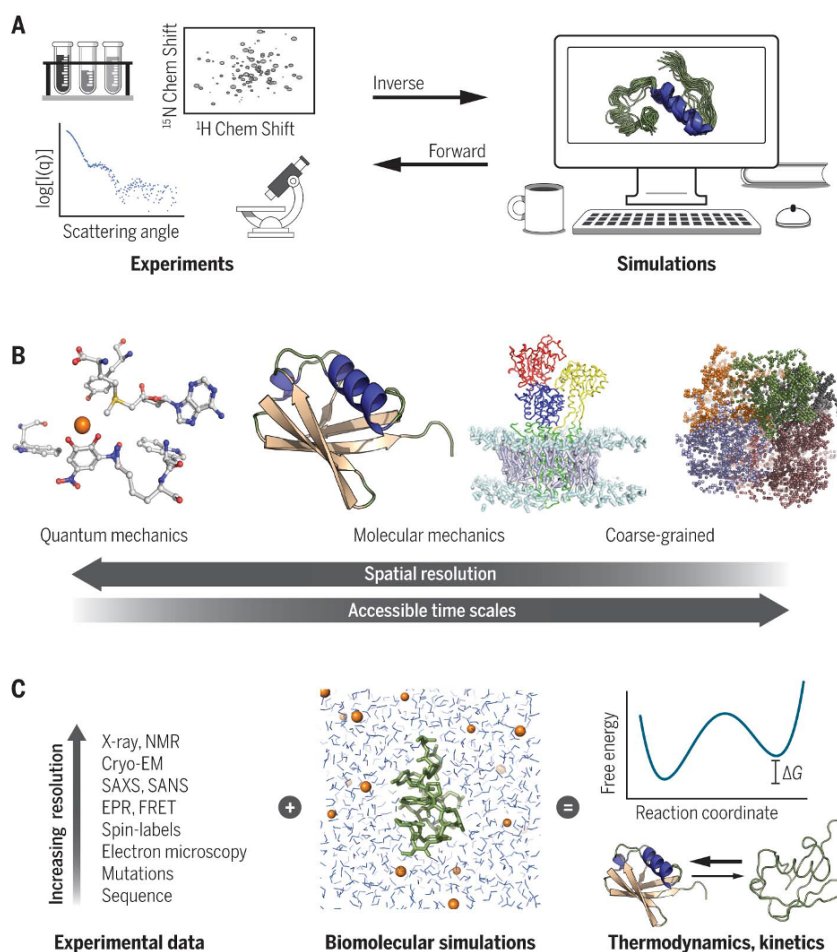 A
¹⁵N Chem Shift
¹H Chem Shift
log[I(q)]
Scattering angle
Experiments
Inverse
Forward
Simulations
B
Quantum mechanics
Molecular mechanics
Coarse-grained
Spatial resolution
Accessible time scales
C
Increasing resolution
X-ray, NMR
Cryo-EM
SAXS, SANS
EPR, FRET
Spin-labels
Electron microscopy
Mutations
Sequence
Experimental data
+
Biomolecular simulations
=
Free energy
ΔG
Reaction coordinate
Thermodynamics, kinetics